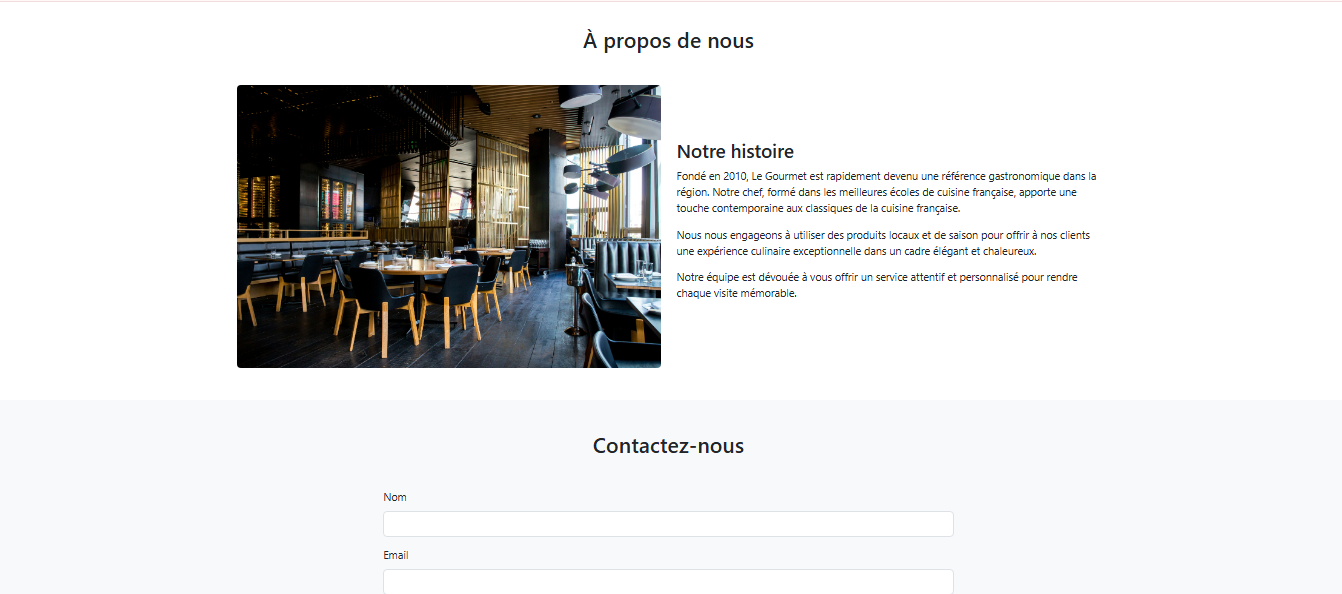 À propos de nous
Notre histoire
Fondé en 2010, Le Gourmet est rapidement devenu une référence gastronomique dans la
région. Notre chef, formé dans les meilleures écoles de cuisine française, apporte une
touche contemporaine aux classiques de la cuisine française.
Nous nous engageons à utiliser des produits locaux et de saison pour offrir à nos clients
une expérience culinaire exceptionnelle dans un cadre élégant et chaleureux.
Notre équipe est dévouée à vous offrir un service attentif et personnalisé pour rendre
chaque visite mémorable.
Contactez-nous
Nom
Email